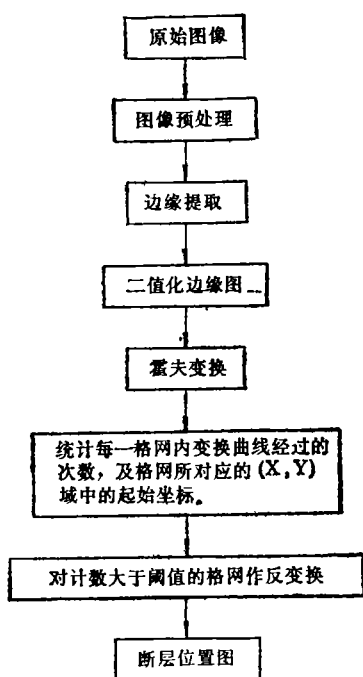 原始图像
图像预处理
边缘提取
二值化边缘图
霍夫变换
统计每一格网内变换曲线经过的
次数，及格网所对应的(X,Y)
域中的起始坐标。
对计数大于阈值的格网作反变换
断层位置图